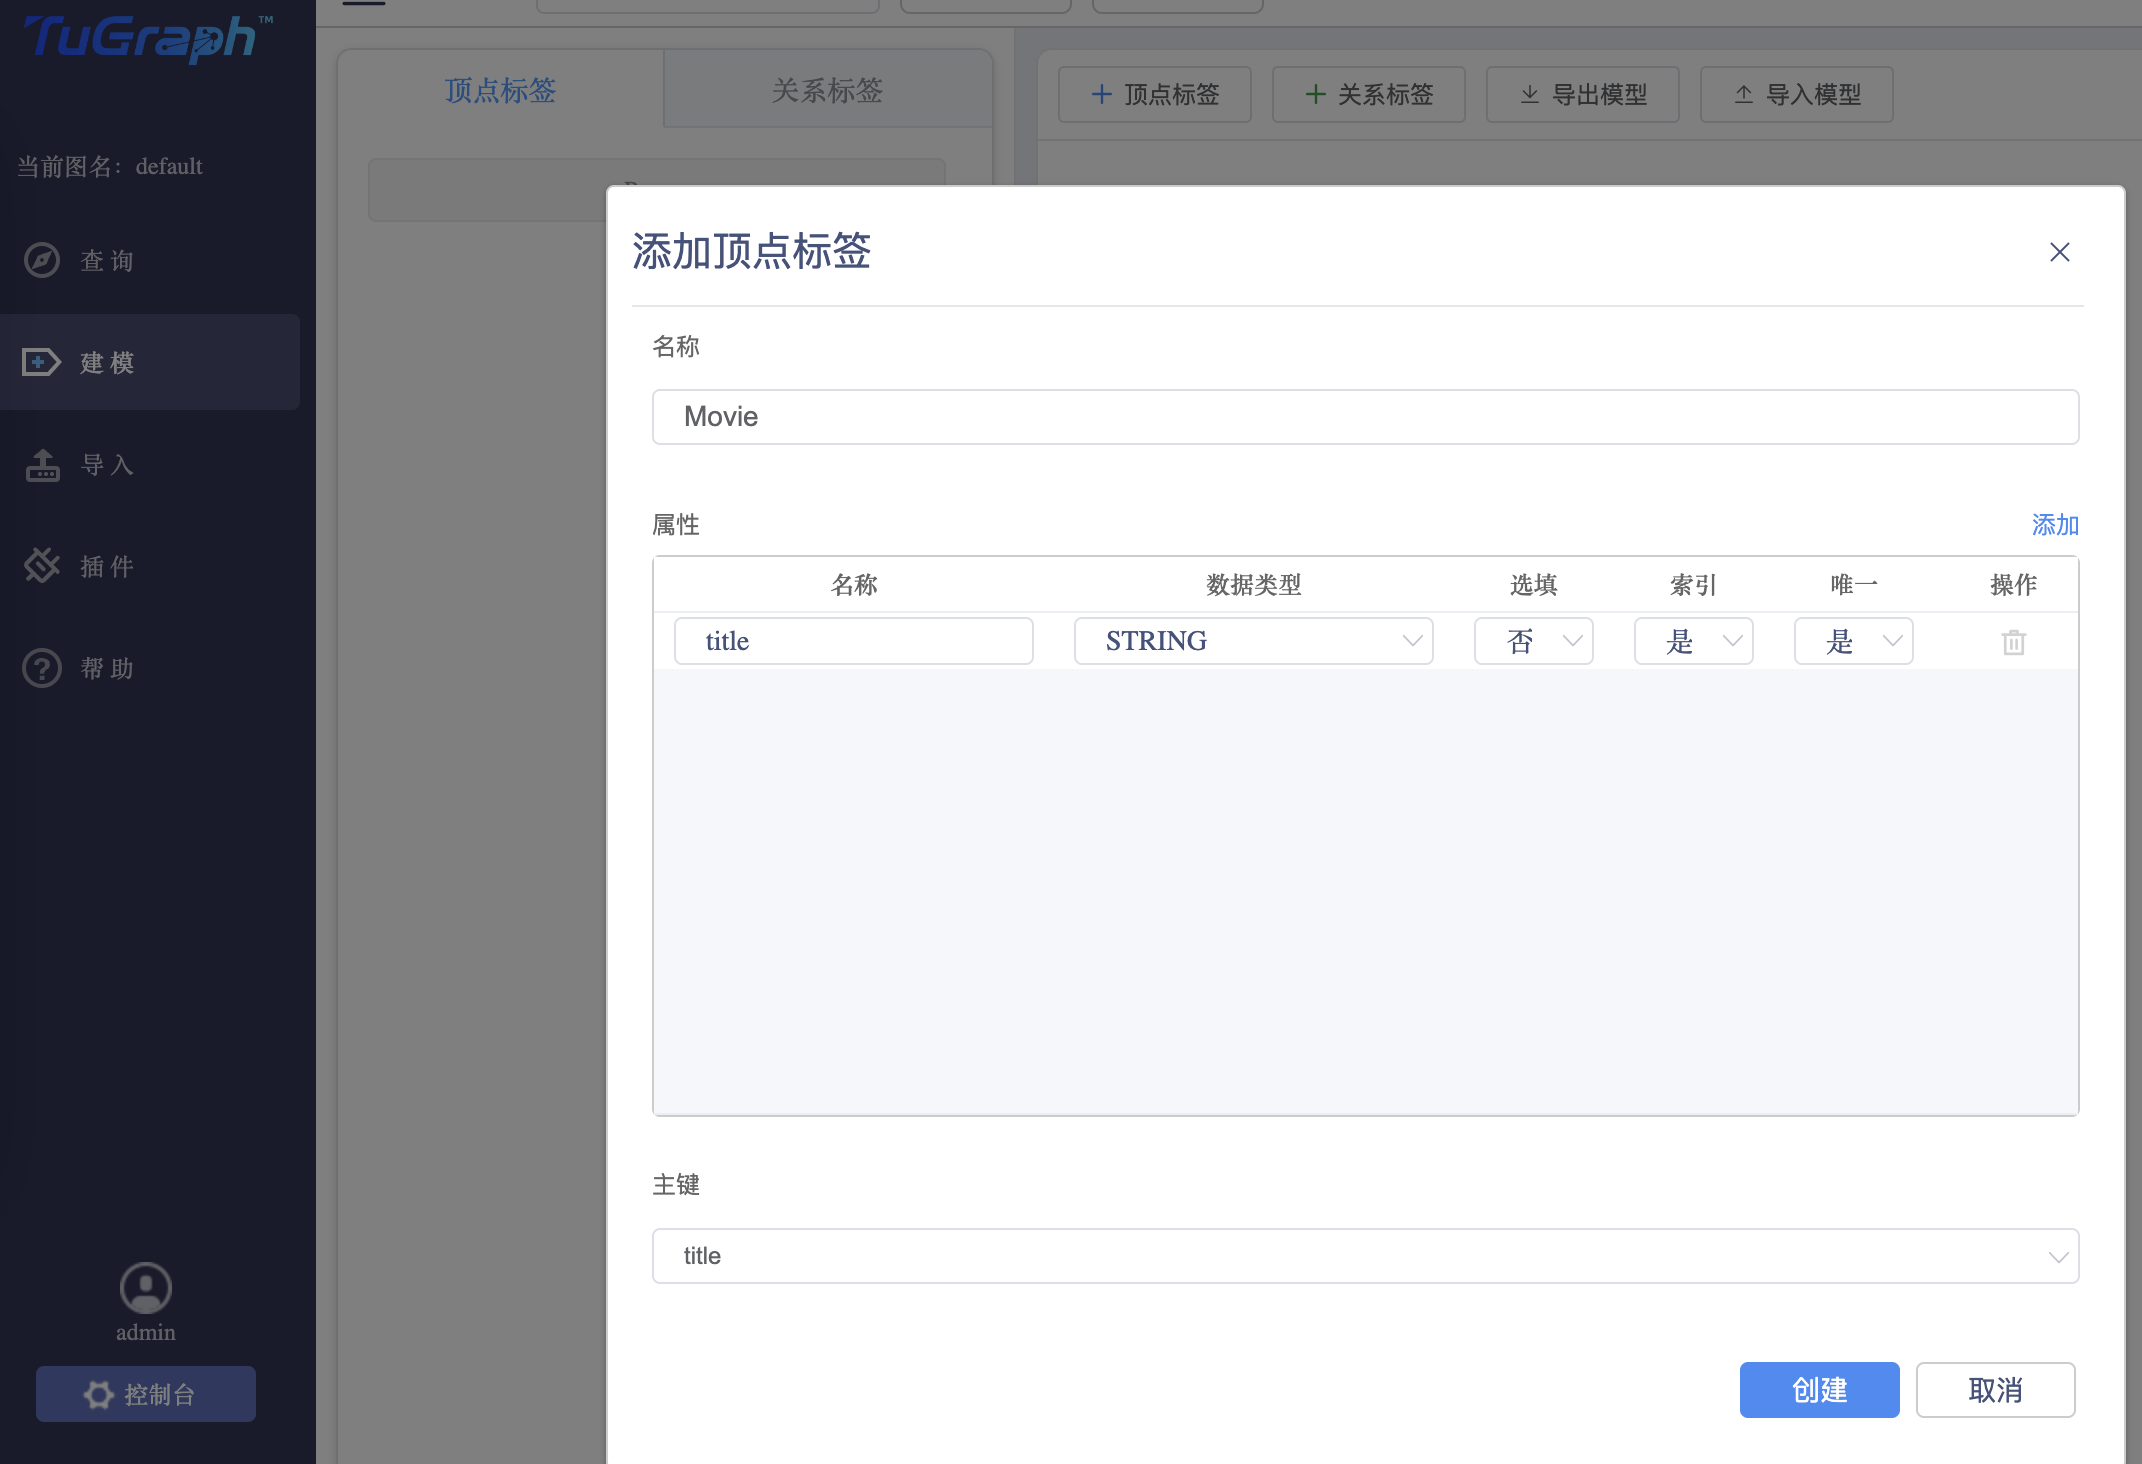 TuGraph™
当前图名：default
查询
建模
导入
插件
帮助
admin
控制台
顶点标签
关系标签
顶点标签
关系标签
导出模型
导入模型
添加顶点标签
名称
Movie
属性
添加
名称 数据类型 选填 索引 唯一 操作
title STRING 否 是 是
主键
title
创建
取消